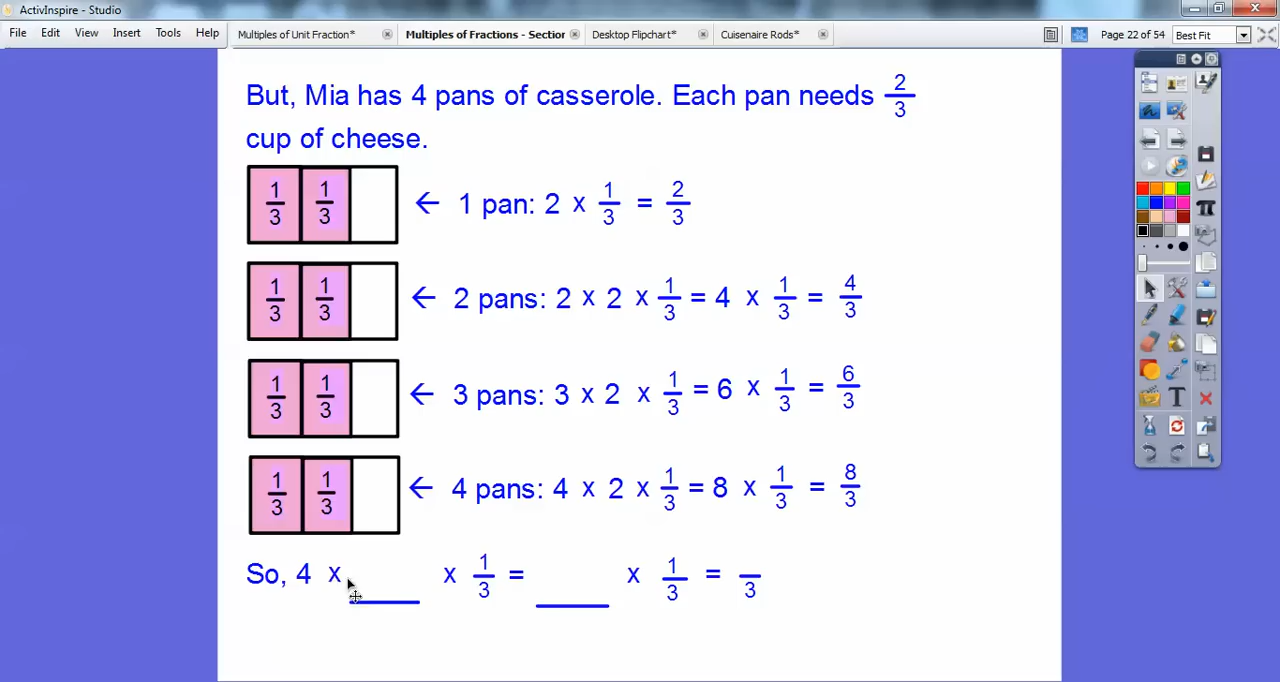 ActivInspire - Studio
File Edit View Insert Tools Help Multiples of Unit Fraction* Multiples of Fractions - Section Desktop Flipchart* Cuisenaire Rods* Page 22 of 54 Best Fit
But, Mia has 4 pans of casserole. Each pan needs 2/3
cup of cheese.
1/3 1/3 ← 1 pan: 2 x 1/3 = 2/3
1/3 1/3 ← 2 pans: 2 x 2 x 1/3 = 4 x 1/3 = 4/3
1/3 1/3 ← 3 pans: 3 x 2 x 1/3 = 6 x 1/3 = 6/3
1/3 1/3 ← 4 pans: 4 x 2 x 1/3 = 8 x 1/3 = 8/3
So, 4 x ____ x 1/3 = ____ x 1/3 = /3